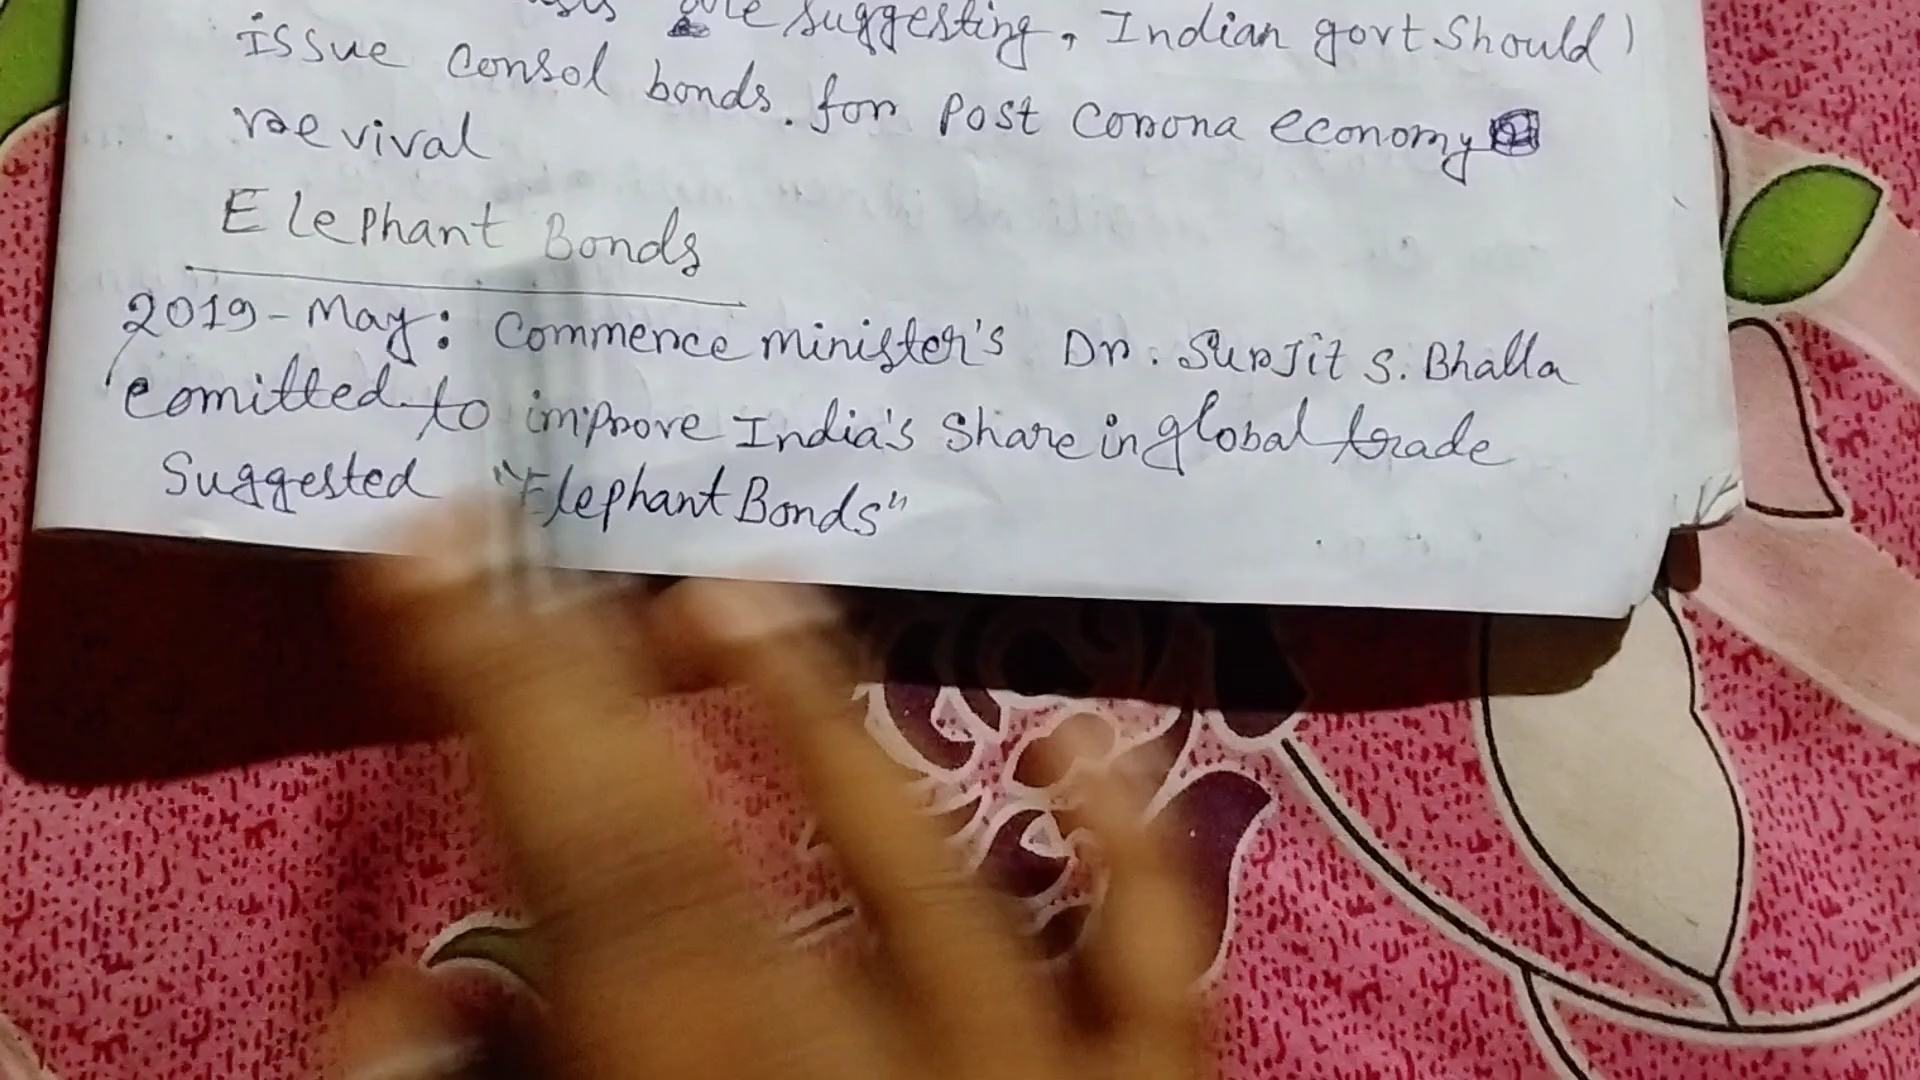 are suggesting, Indian govt should
issue consol bonds. for post corona economy
revival
Elephant Bonds
2019-May: Commerce minister's Dr. Surjit S. Bhalla
comitted to improve India's share in global trade
suggested "Elephant Bonds"